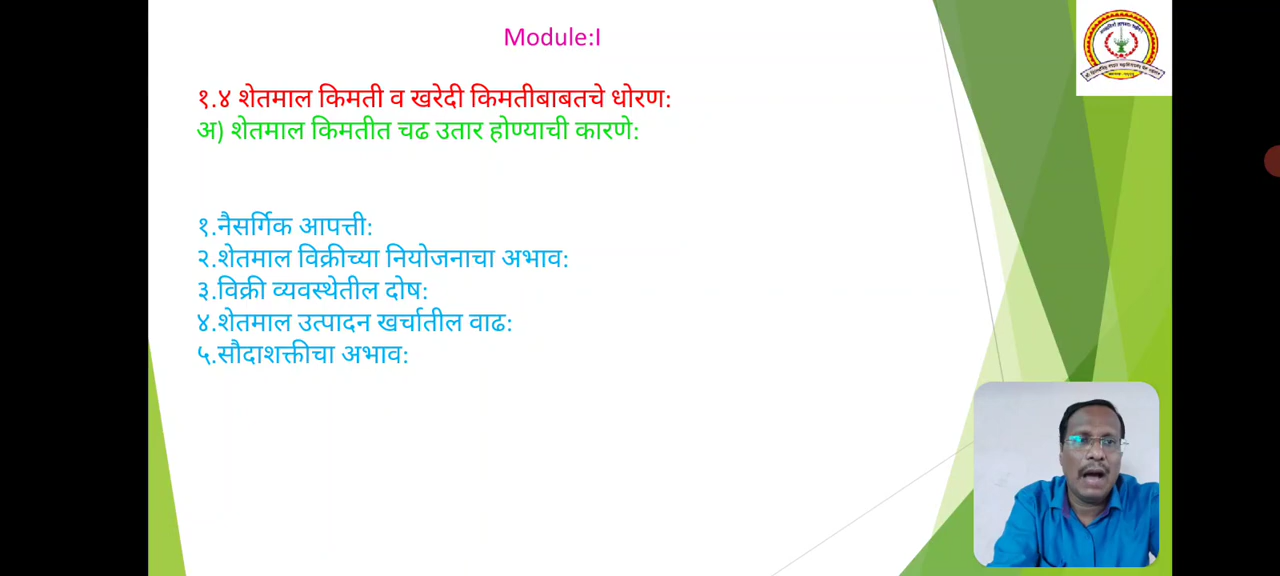 Module:I
१.४ शेतमाल किमती व खरेदी किमतीबाबतचे धोरण:
अ) शेतमाल किमतीत चढ उतार होण्याची कारणे:
१.नैसर्गिक आपत्ती:
२.शेतमाल विक्रीच्या नियोजनाचा अभाव:
३.विक्री व्यवस्थेतील दोष:
४.शेतमाल उत्पादन खर्चातील वाढ:
५.सौदाशक्तीचा अभाव: